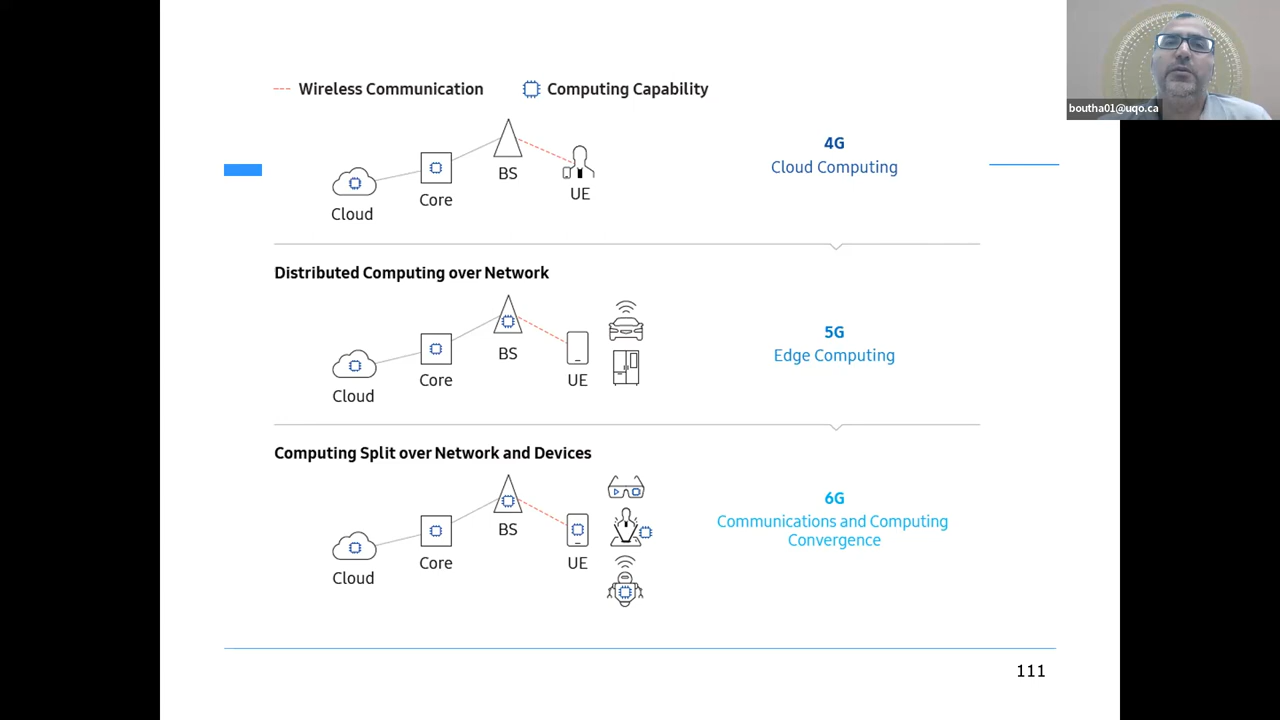 Wireless Communication
Computing Capability
boutha01@uqo.ca
BS
4G
Cloud Computing
UE
Core
Cloud
Distributed Computing over Network
BS
5G
Edge Computing
UE
Core
Cloud
Computing Split over Network and Devices
BS
6G
Communications and Computing
Convergence
UE
Core
Cloud
111